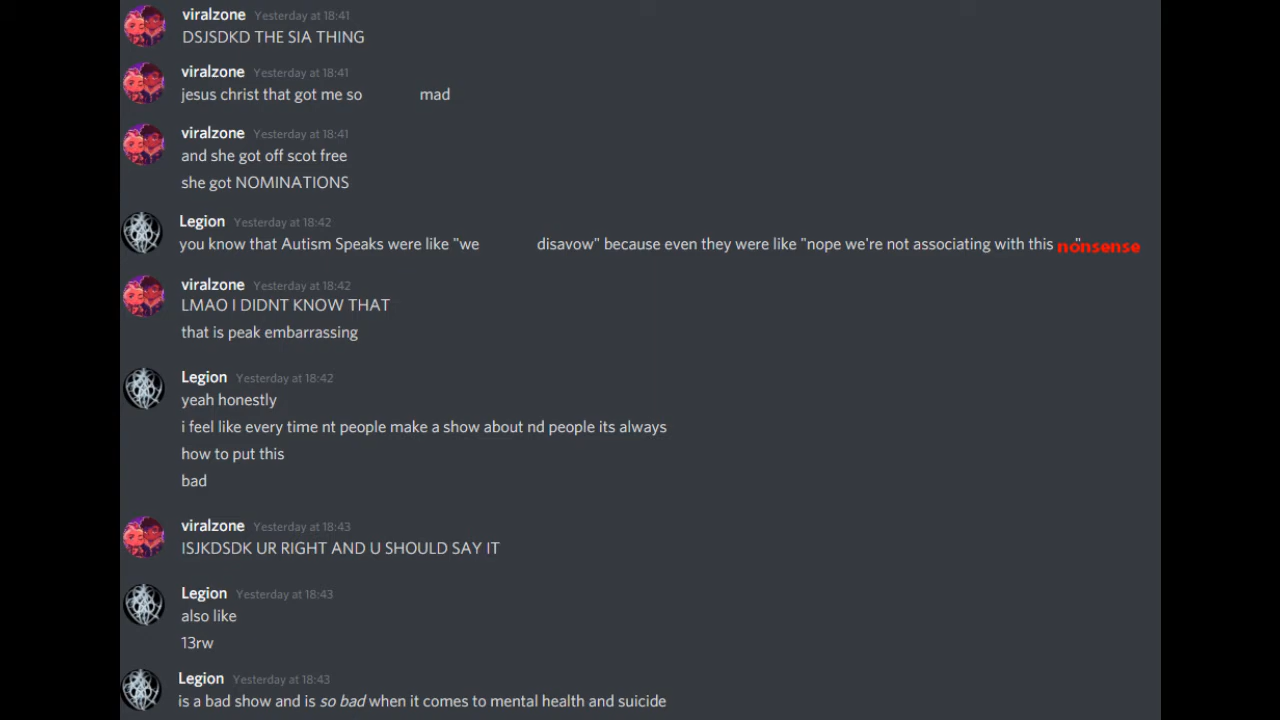 viralzone Yesterday at 18:41
DSJSDKD THE SIA THING
viralzone Yesterday at 18:41
jesus christ that got me so mad
viralzone Yesterday at 18:41
and she got off scot free
she got NOMINATIONS
Legion Yesterday at 18:42
you know that Autism Speaks were like "we disavow" because even they were like "nope we're not associating with this nonsense"
viralzone Yesterday at 18:42
LMAO I DIDNT KNOW THAT
that is peak embarrassing
Legion Yesterday at 18:42
yeah honestly
i feel like every time nt people make a show about nd people its always
how to put this
bad
viralzone Yesterday at 18:43
ISJKDSDK UR RIGHT AND U SHOULD SAY IT
Legion Yesterday at 18:43
also like
13rw
Legion Yesterday at 18:43
is a bad show and is so bad when it comes to mental health and suicide